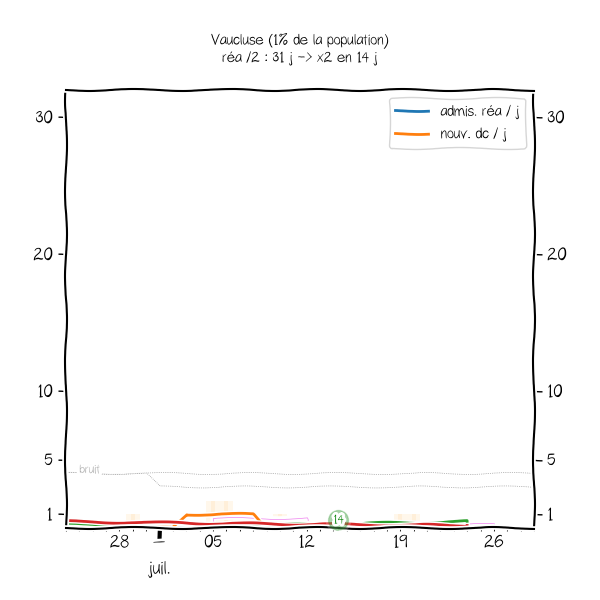 Vaucluse (1% de la population)
réa /2 : 31 j -> x2 en 14 j
admis. réa / j
nouv. dc / j
30
30
20
20
10
10
5
5
bruit
1
14
1
28
05
12
19
26
juil.